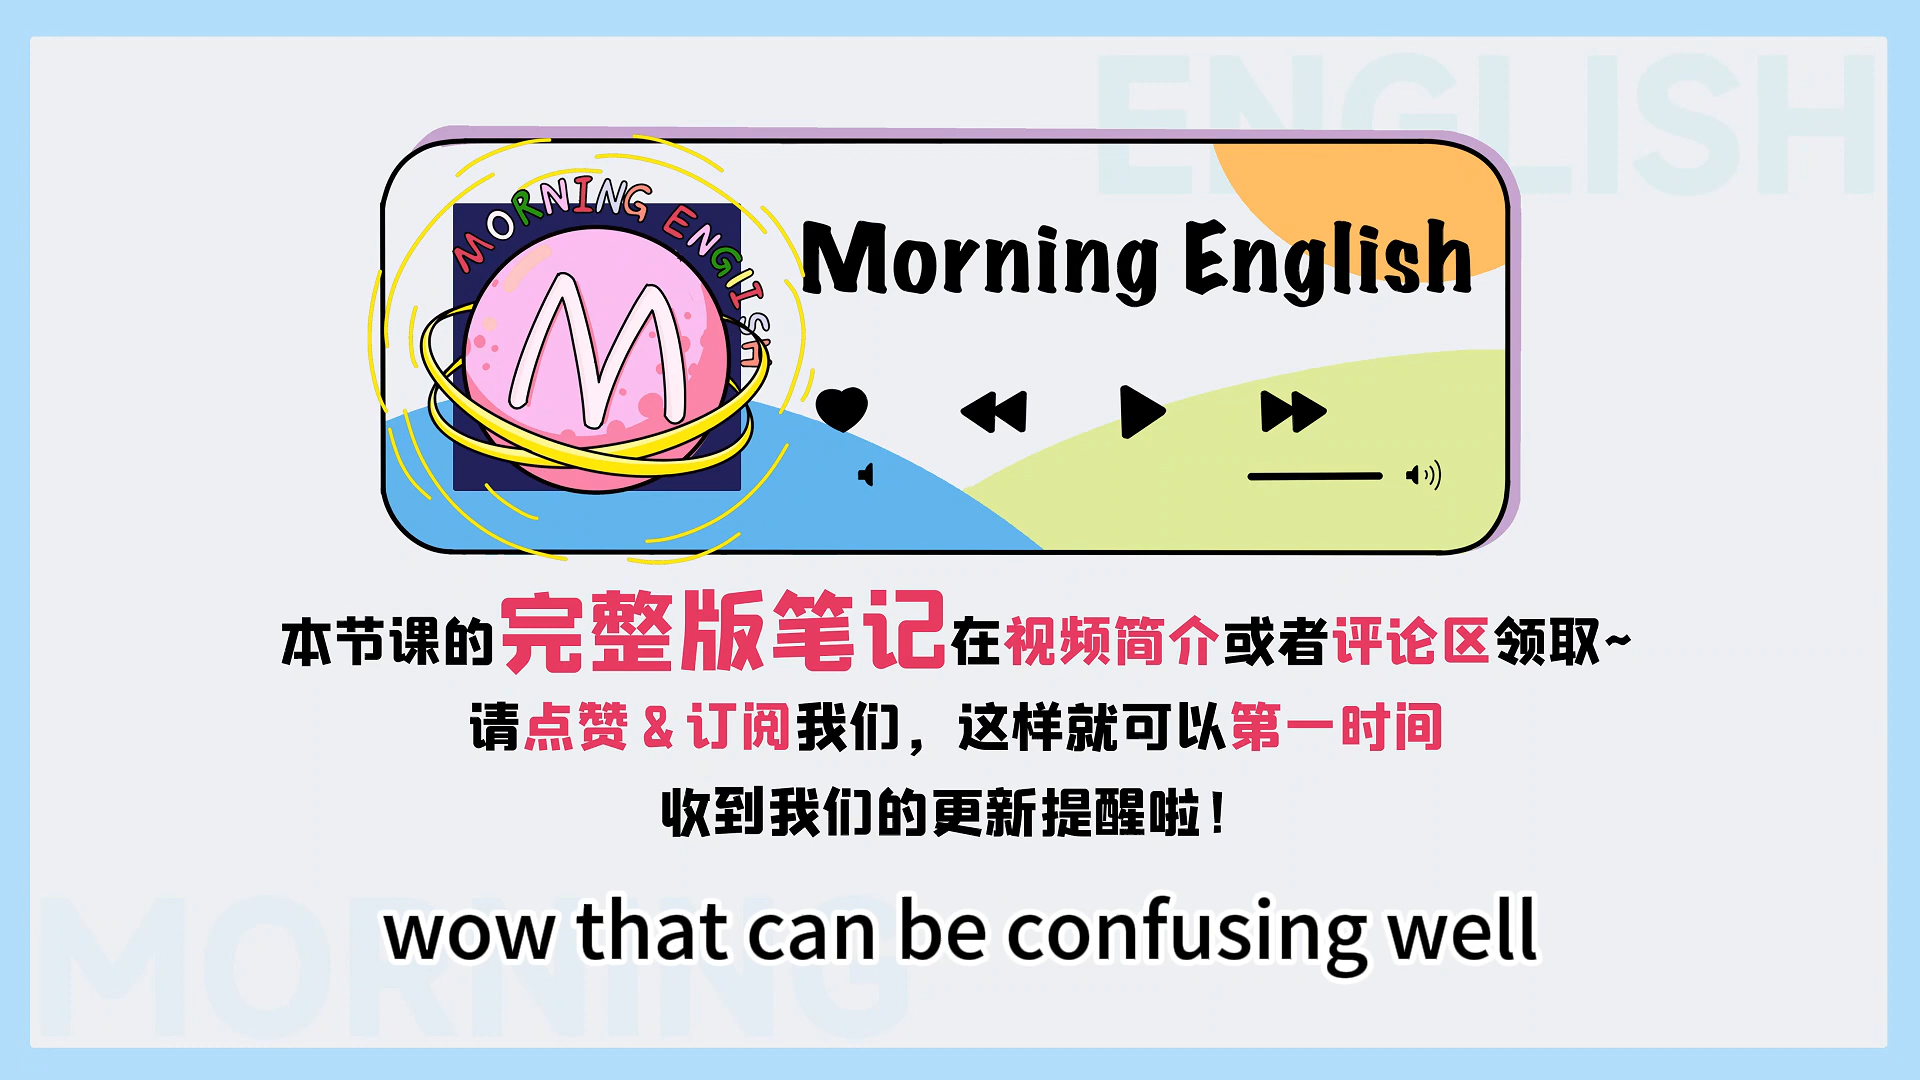 ENGLISH
MORNING ENGLISH
M
Morning English
本节课的完整版笔记在视频简介或者评论区领取~
请点赞&订阅我们，这样就可以第一时间
收到我们的更新提醒啦！
wow that can be confusing well
MORNING